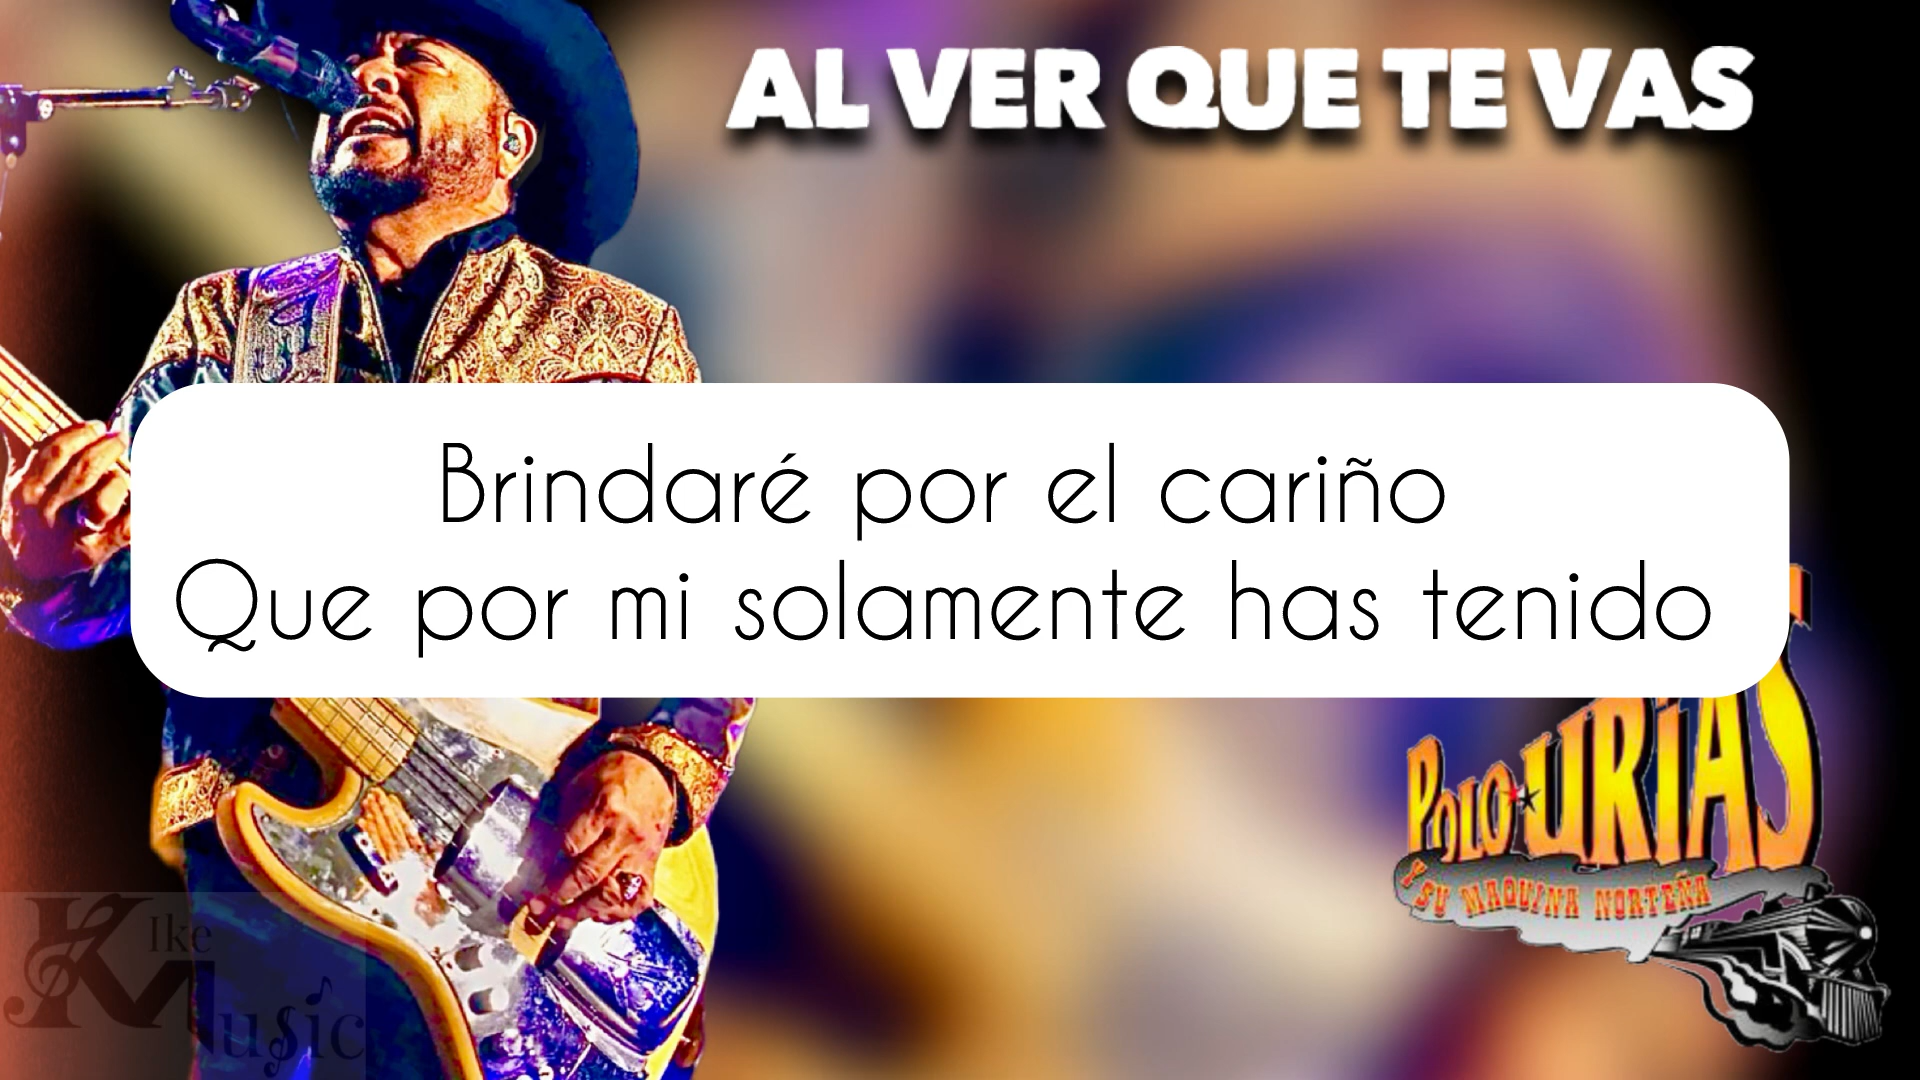 AL VER QUE TE VAS
Brindaré por el cariño
Que por mi solamente has tenido
POLO URIAS
Y SU MAQUINA NORTEÑA
Kike
Music